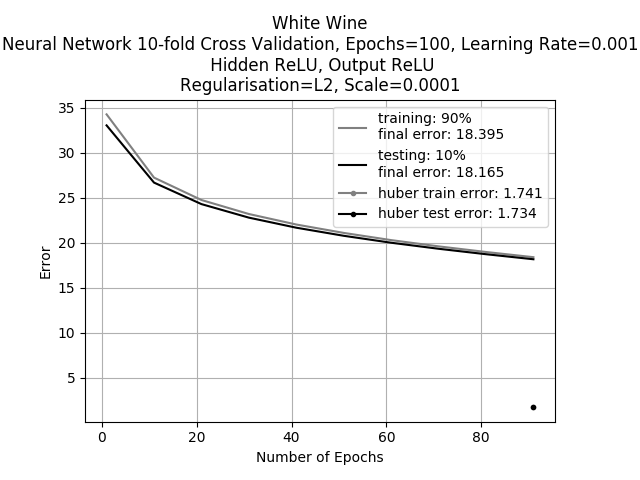 White Wine
Neural Network 10-fold Cross Validation, Epochs=100, Learning Rate=0.001
Hidden ReLU, Output ReLU
Regularisation=L2, Scale=0.0001
35
30
25
20
15
10
5
Error
training: 90%
final error: 18.395
testing: 10%
final error: 18.165
huber train error: 1.741
huber test error: 1.734
0 20 40 60 80
Number of Epochs